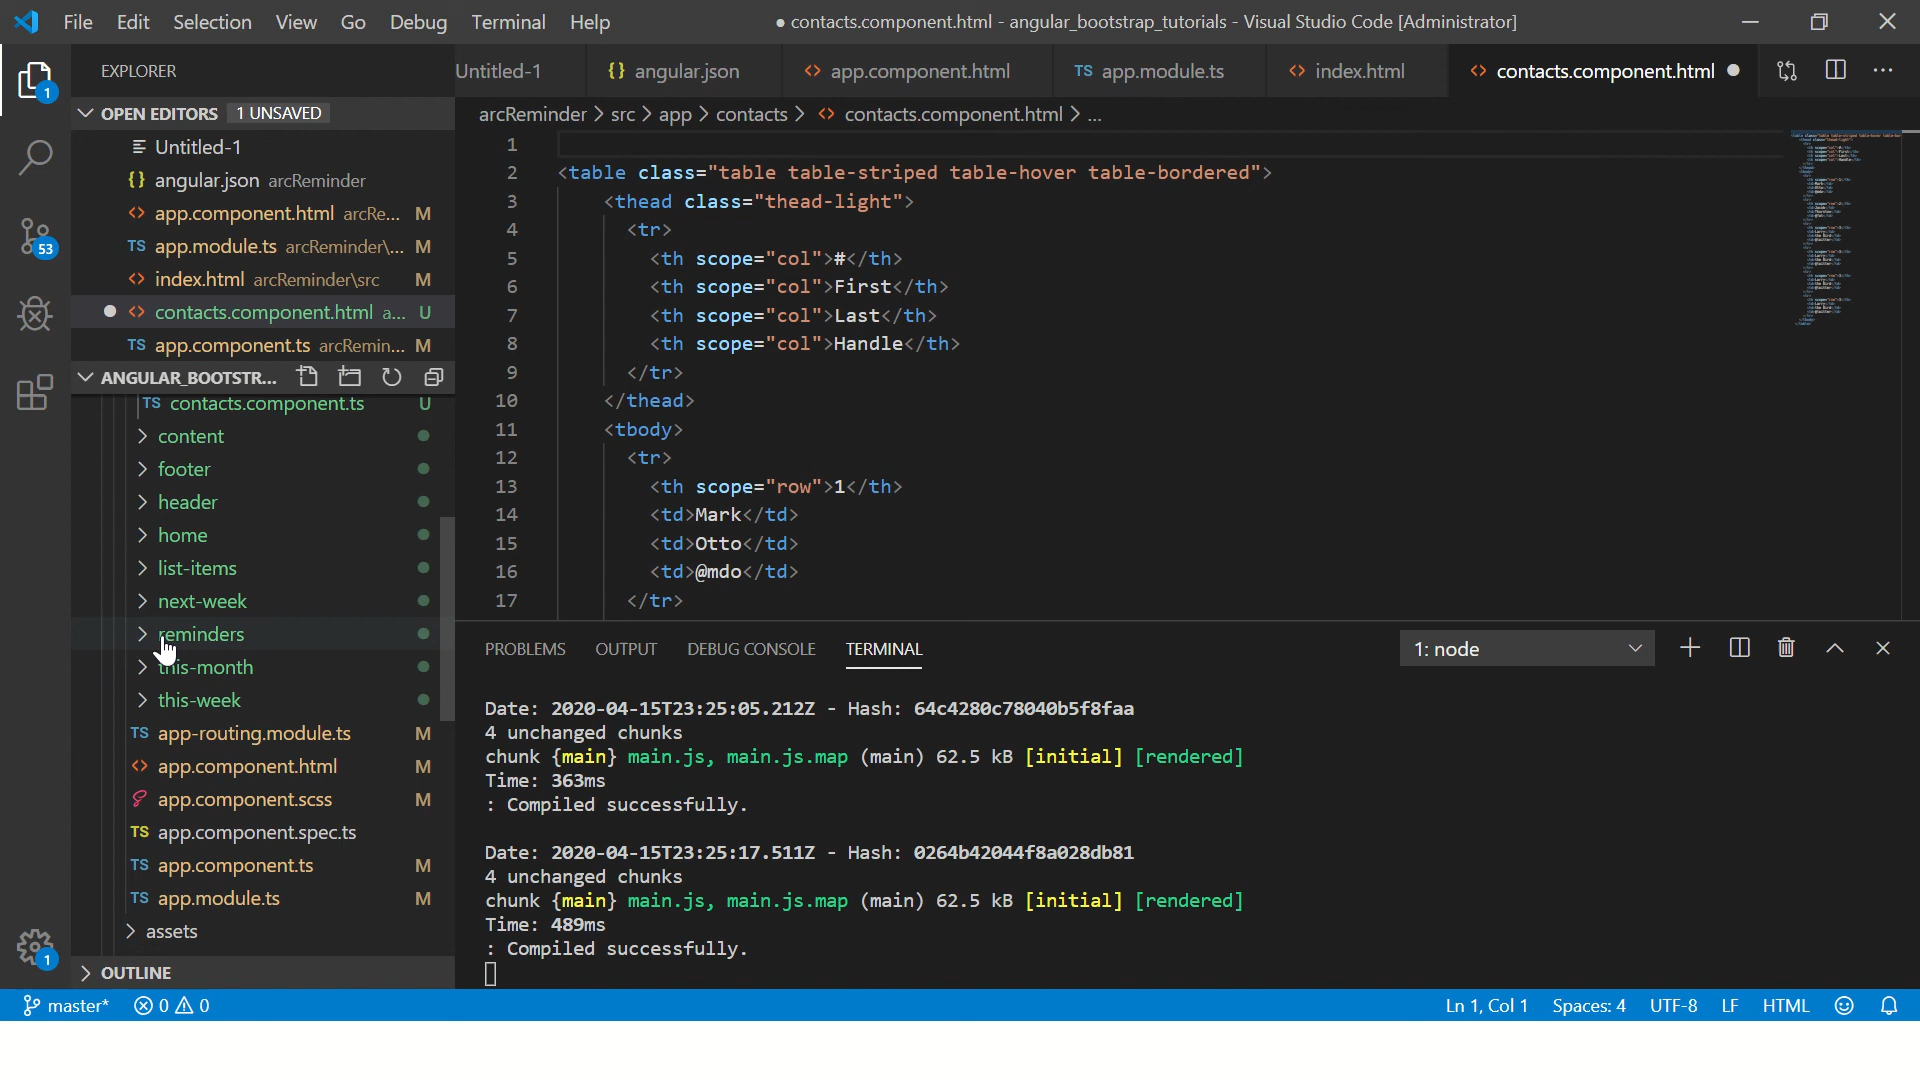 File Edit Selection View Go Debug Terminal Help
● contacts.component.html - angular_bootstrap_tutorials - Visual Studio Code [Administrator]
EXPLORER
Untitled-1 {} angular.json <> app.component.html TS app.module.ts <> index.html <> contacts.component.html
1
OPEN EDITORS 1 UNSAVED
arcReminder > src > app > contacts > <> contacts.component.html > ...
Untitled-1
{} angular.json arcReminder
<> app.component.html arcRe... M
TS app.module.ts arcReminder\... M
53
<> index.html arcReminder\src M
<> contacts.component.html a... U
TS app.component.ts arcRemin... M
ANGULAR_BOOTSTR...
TS contacts.component.ts U
content
footer
header
home
list-items
next-week
reminders
this-month
this-week
TS app-routing.module.ts M
<> app.component.html M
app.component.scss M
TS app.component.spec.ts
TS app.component.ts M
TS app.module.ts M
assets
1
OUTLINE
1
2 <table class="table table-striped table-hover table-bordered">
3 <thead class="thead-light">
4 <tr>
5 <th scope="col">#</th>
6 <th scope="col">First</th>
7 <th scope="col">Last</th>
8 <th scope="col">Handle</th>
9 </tr>
10 </thead>
11 <tbody>
12 <tr>
13 <th scope="row">1</th>
14 <td>Mark</td>
15 <td>Otto</td>
16 <td>@mdo</td>
17 </tr>
PROBLEMS OUTPUT DEBUG CONSOLE TERMINAL 1: node
Date: 2020-04-15T23:25:05.212Z - Hash: 64c4280c78040b5f8faa
4 unchanged chunks
chunk {main} main.js, main.js.map (main) 62.5 kB [initial] [rendered]
Time: 363ms
: Compiled successfully.
Date: 2020-04-15T23:25:17.511Z - Hash: 0264b42044f8a028db81
4 unchanged chunks
chunk {main} main.js, main.js.map (main) 62.5 kB [initial] [rendered]
Time: 489ms
: Compiled successfully.
master* 0 0 Ln 1, Col 1 Spaces: 4 UTF-8 LF HTML